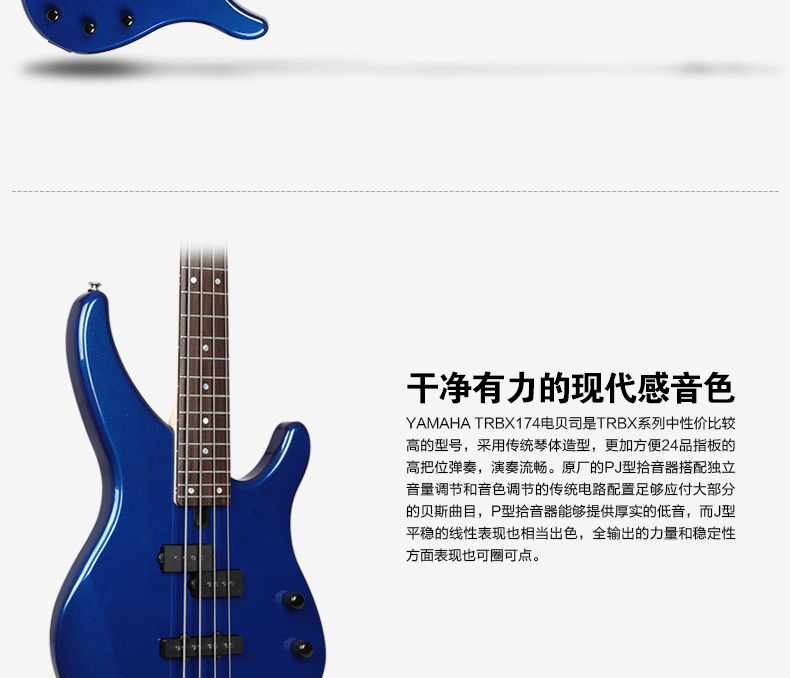 干净有力的现代感音色
YAMAHA TRBX174电贝司是TRBX系列中性价比较
高的型号，采用传统琴体造型，更加方便24品指板的
高把位弹奏，演奏流畅。原厂的PJ型拾音器搭配独立
音量调节和音色调节的传统电路配置足够应付大部分
的贝斯曲目，P型拾音器能够提供厚实的低音，而J型
平稳的线性表现也相当出色，全输出的力量和稳定性
方面表现也可圈可点。